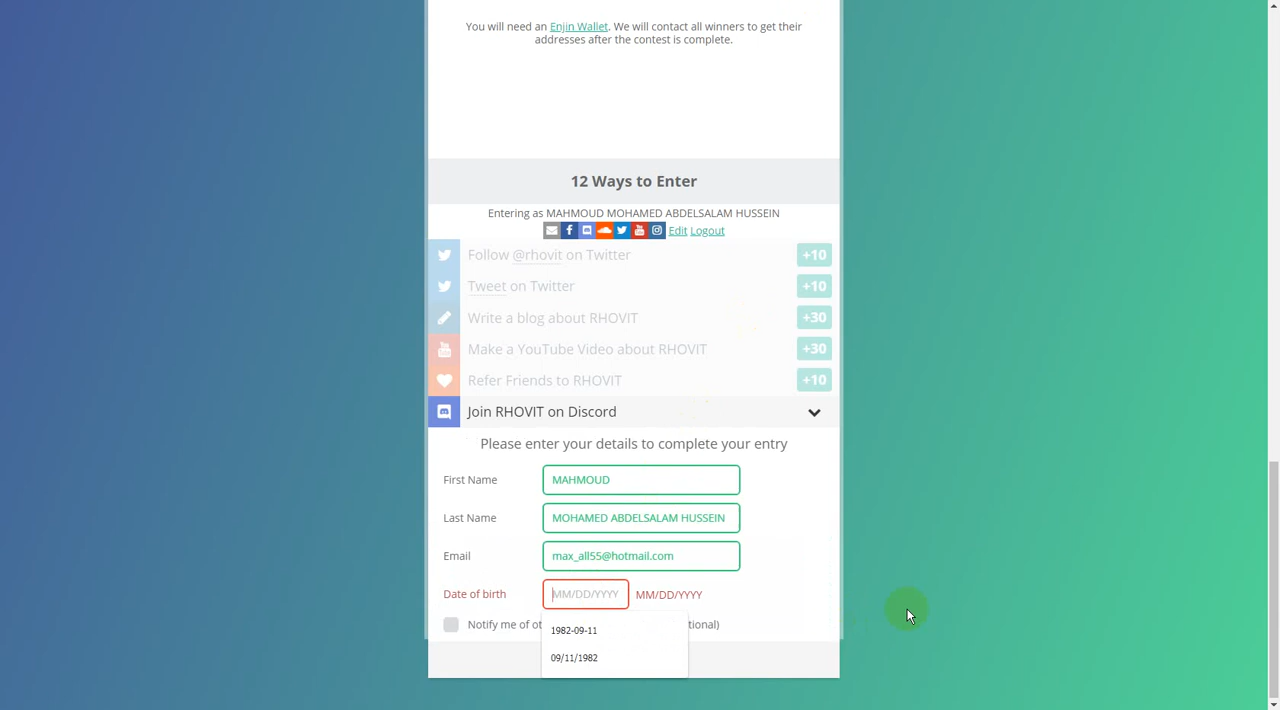 You will need an Enjin Wallet. We will contact all winners to get their
addresses after the contest is complete.
12 Ways to Enter
Entering as MAHMOUD MOHAMED ABDELSALAM HUSSEIN
Edit Logout
Follow @rhovit on Twitter +10
Tweet on Twitter +10
Write a blog about RHOVIT +30
Make a YouTube Video about RHOVIT +30
Refer Friends to RHOVIT +10
Join RHOVIT on Discord
Please enter your details to complete your entry
First Name MAHMOUD
Last Name MOHAMED ABDELSALAM HUSSEIN
Email max_all55@hotmail.com
Date of birth MM/DD/YYYY MM/DD/YYYY
Notify me of
1982-09-11
09/11/1982